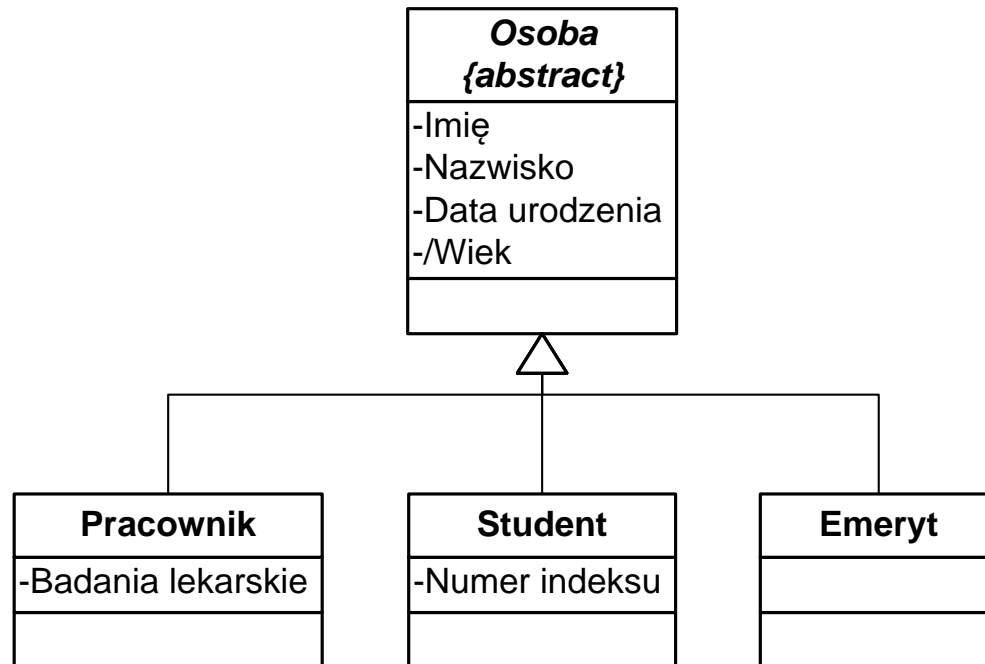 Osoba
{abstract}
-Imię
-Nazwisko
-Data urodzenia
-/Wiek
Pracownik
-Badania lekarskie
Student
-Numer indeksu
Emeryt